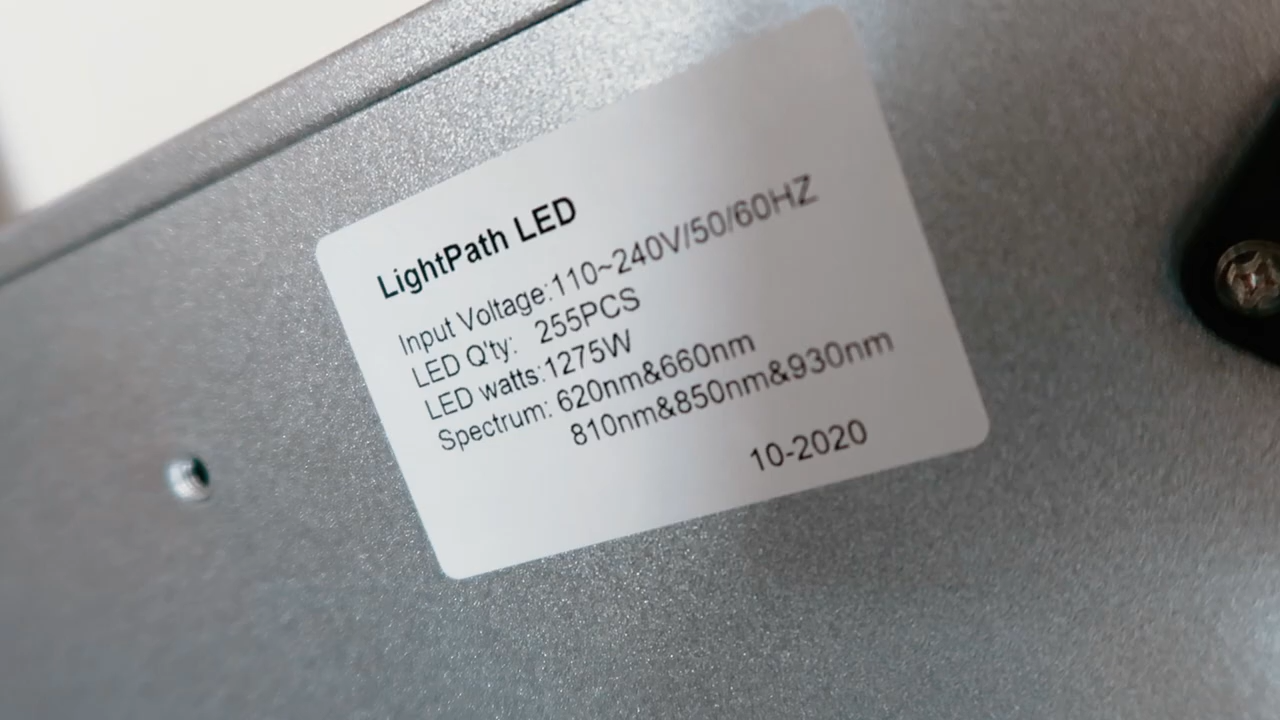 LightPath LED
Input Voltage:110~240V/50/60HZ
LED Q'ty: 255PCS
LED watts:1275W
Spectrum: 620nm&660nm
810nm&850nm&930nm
10-2020